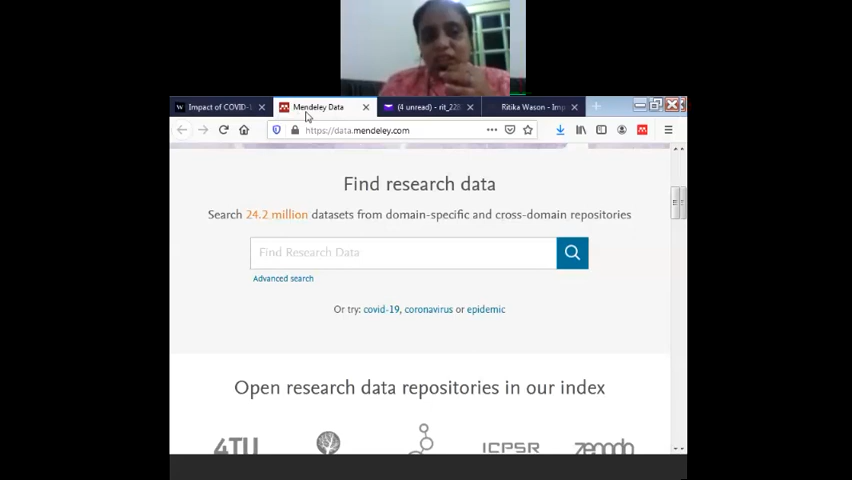 Impact of COVID-1
Mendeley Data
(4 unread) - rit_228
Ritika Wason - Imp
https://data.mendeley.com
Find research data
Search 24.2 million datasets from domain-specific and cross-domain repositories
Find Research Data
Advanced search
Or try: covid-19, coronavirus or epidemic
Open research data repositories in our index
4TU
ICPSR
zenodo